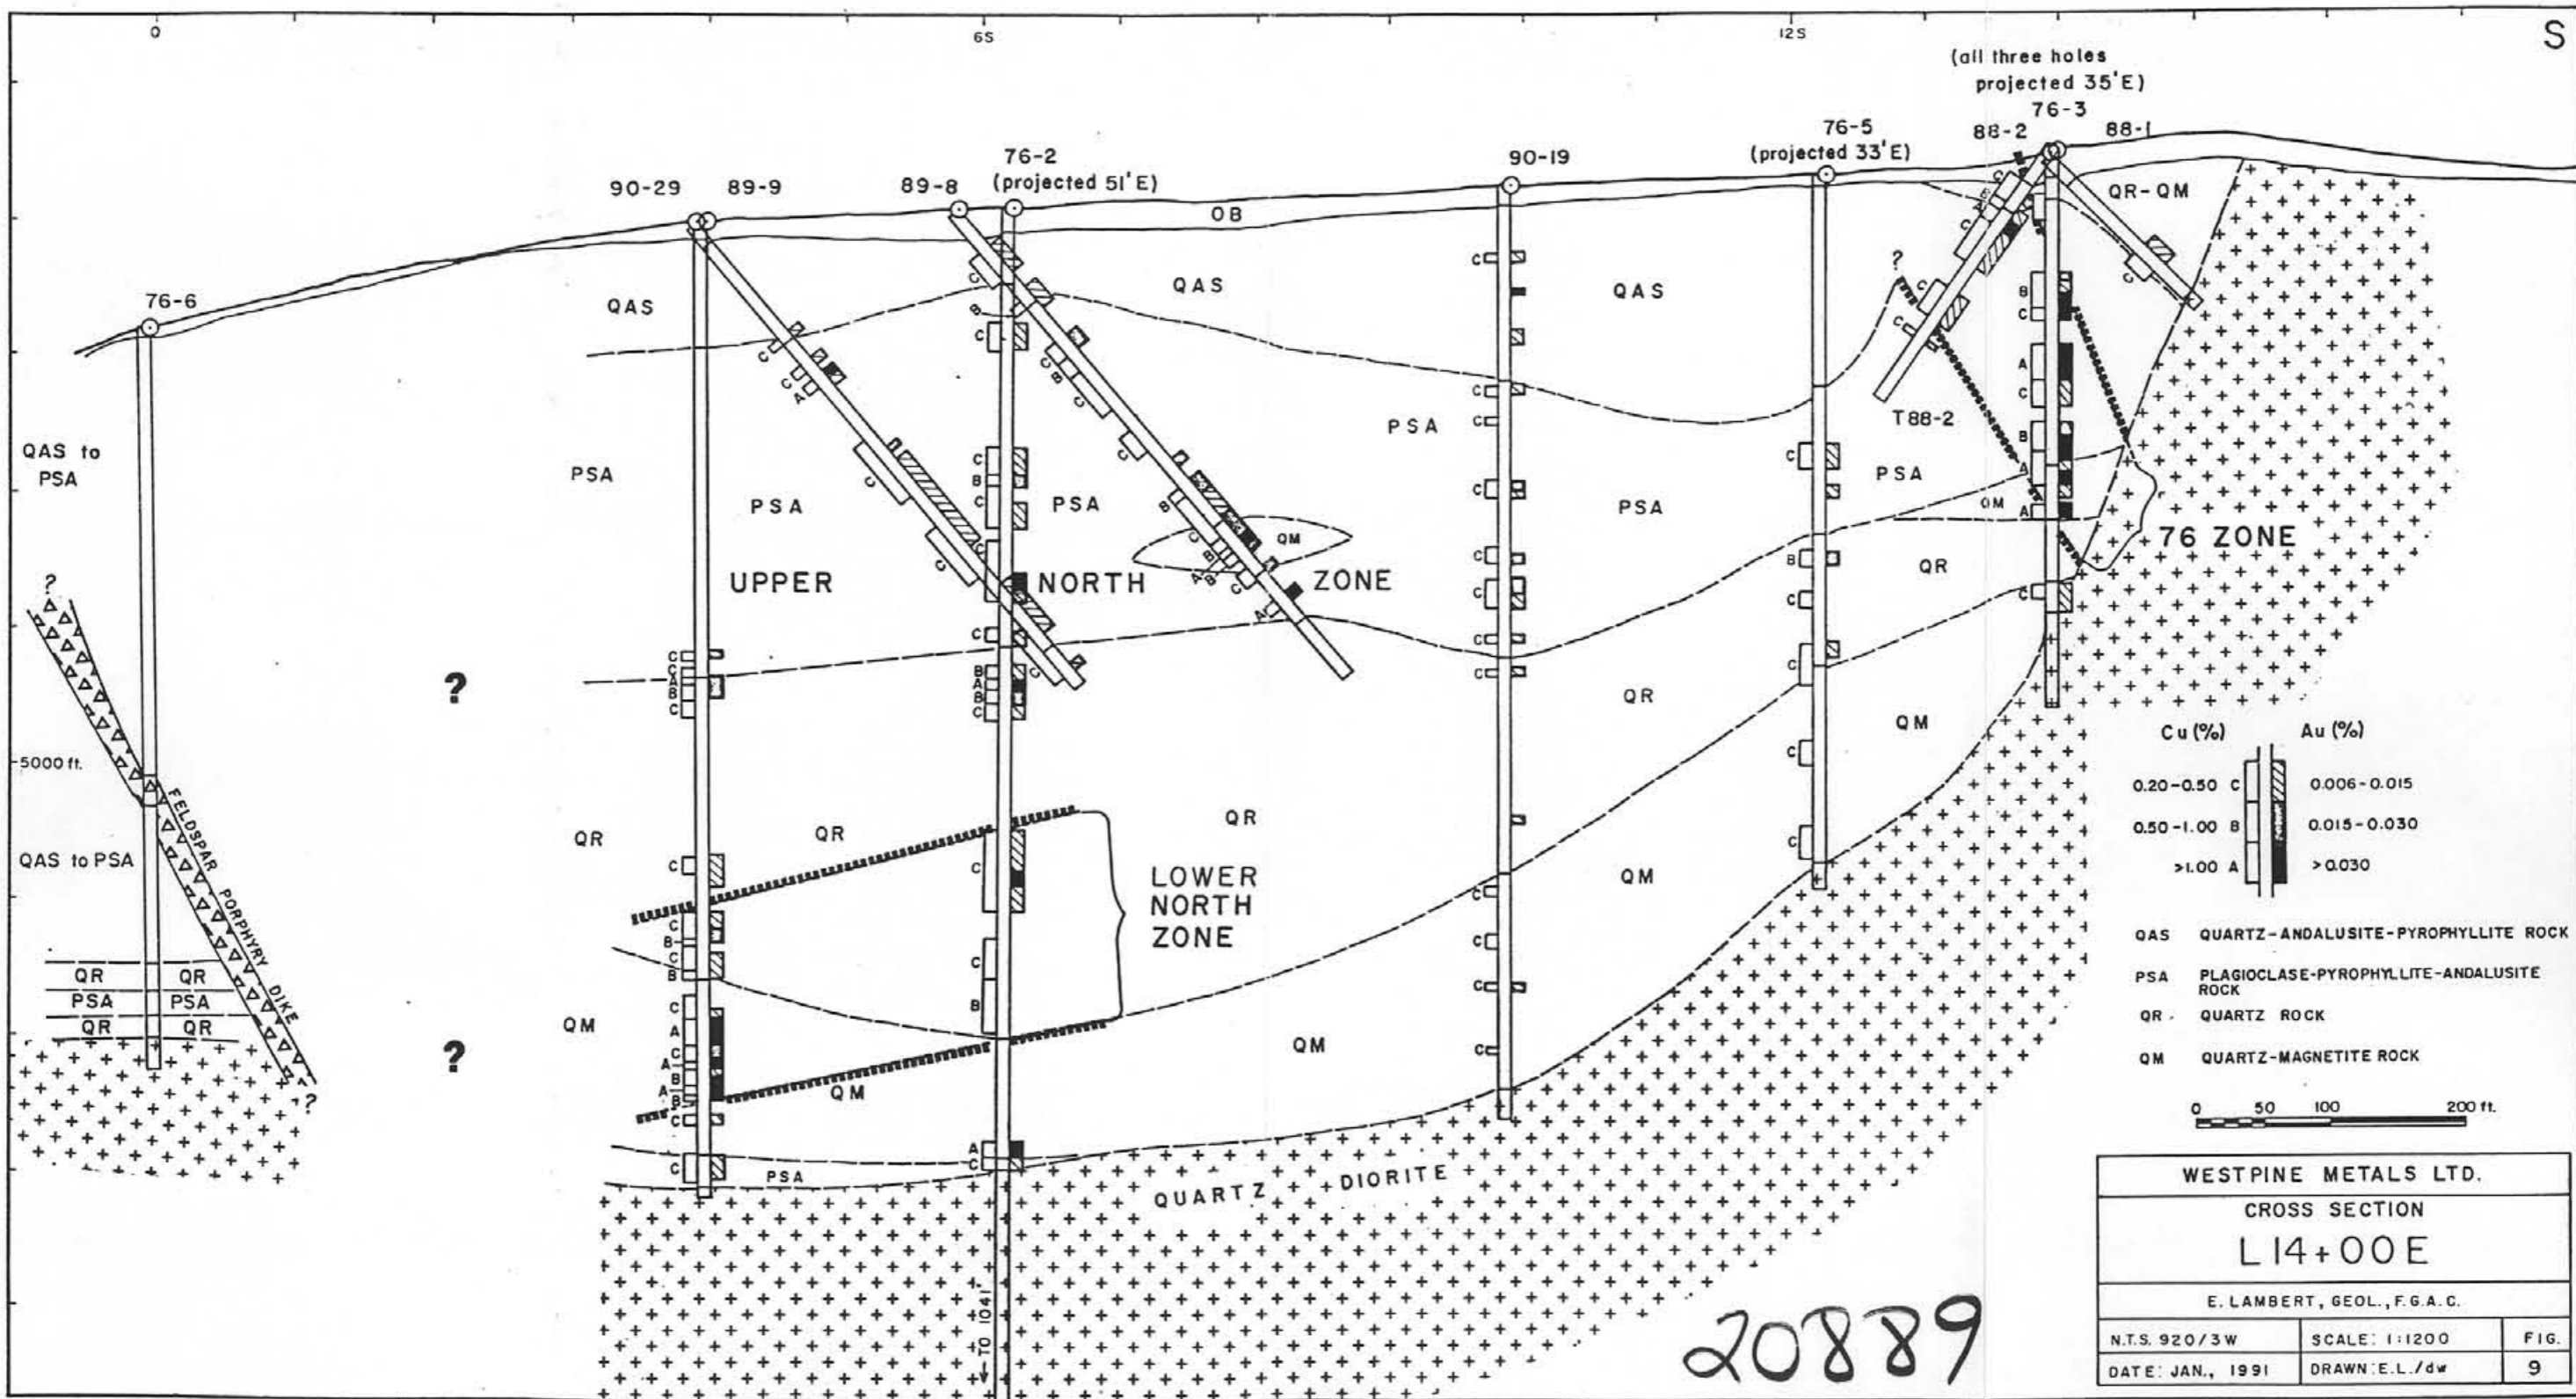 0
6S
12S
S
(all three holes
projected 35'E)
76-3
88-2
88-1
76-5
(projected 33'E)
90-19
76-2
(projected 51'E)
89-8
89-9
90-29
76-6
OB
QR-QM
QAS
QAS
QAS
QAS to
PSA
PSA
PSA
PSA
PSA
PSA
PSA
T88-2
QM
QM
76 ZONE
QR
UPPER NORTH ZONE
?
?
?
5000 ft.
QR
QM
FELDSPAR PORPHYRY DIKE
QAS to PSA
QR
QR
QR
QM
LOWER
NORTH
ZONE
?
QR QR
PSA PSA
QR QR
QM
QM
QM
?
PSA
QUARTZ DIORITE
TO 1041'
Cu (%) Au (%)
0.20-0.50 C 0.006-0.015
0.50-1.00 B 0.015-0.030
>1.00 A >0.030
QAS QUARTZ-ANDALUSITE-PYROPHYLLITE ROCK
PSA PLAGIOCLASE-PYROPHYLLITE-ANDALUSITE
ROCK
QR QUARTZ ROCK
QM QUARTZ-MAGNETITE ROCK
0 50 100 200 ft.
WESTPINE METALS LTD.
CROSS SECTION
L14+00E
E. LAMBERT, GEOL., F.G.A.C.
N.T.S. 920/3W SCALE: 1:1200 FIG.
DATE: JAN., 1991 DRAWN: E.L./dw 9
20889